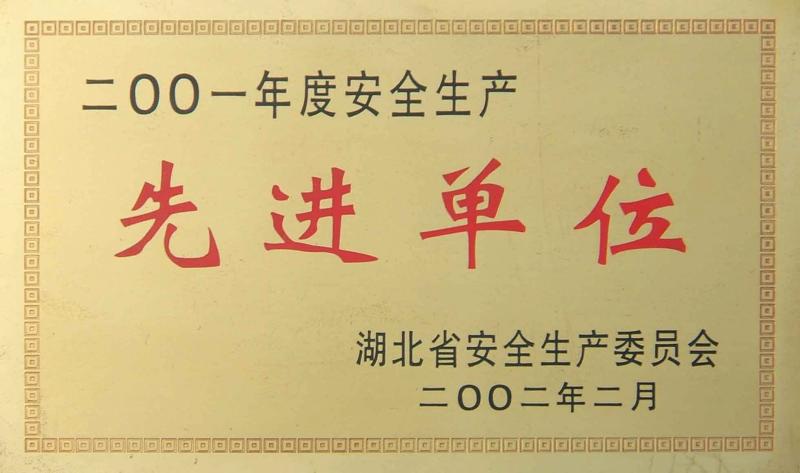 二OO一年度安全生产
先进单位
湖北省安全生产委员会
二OO二年二月